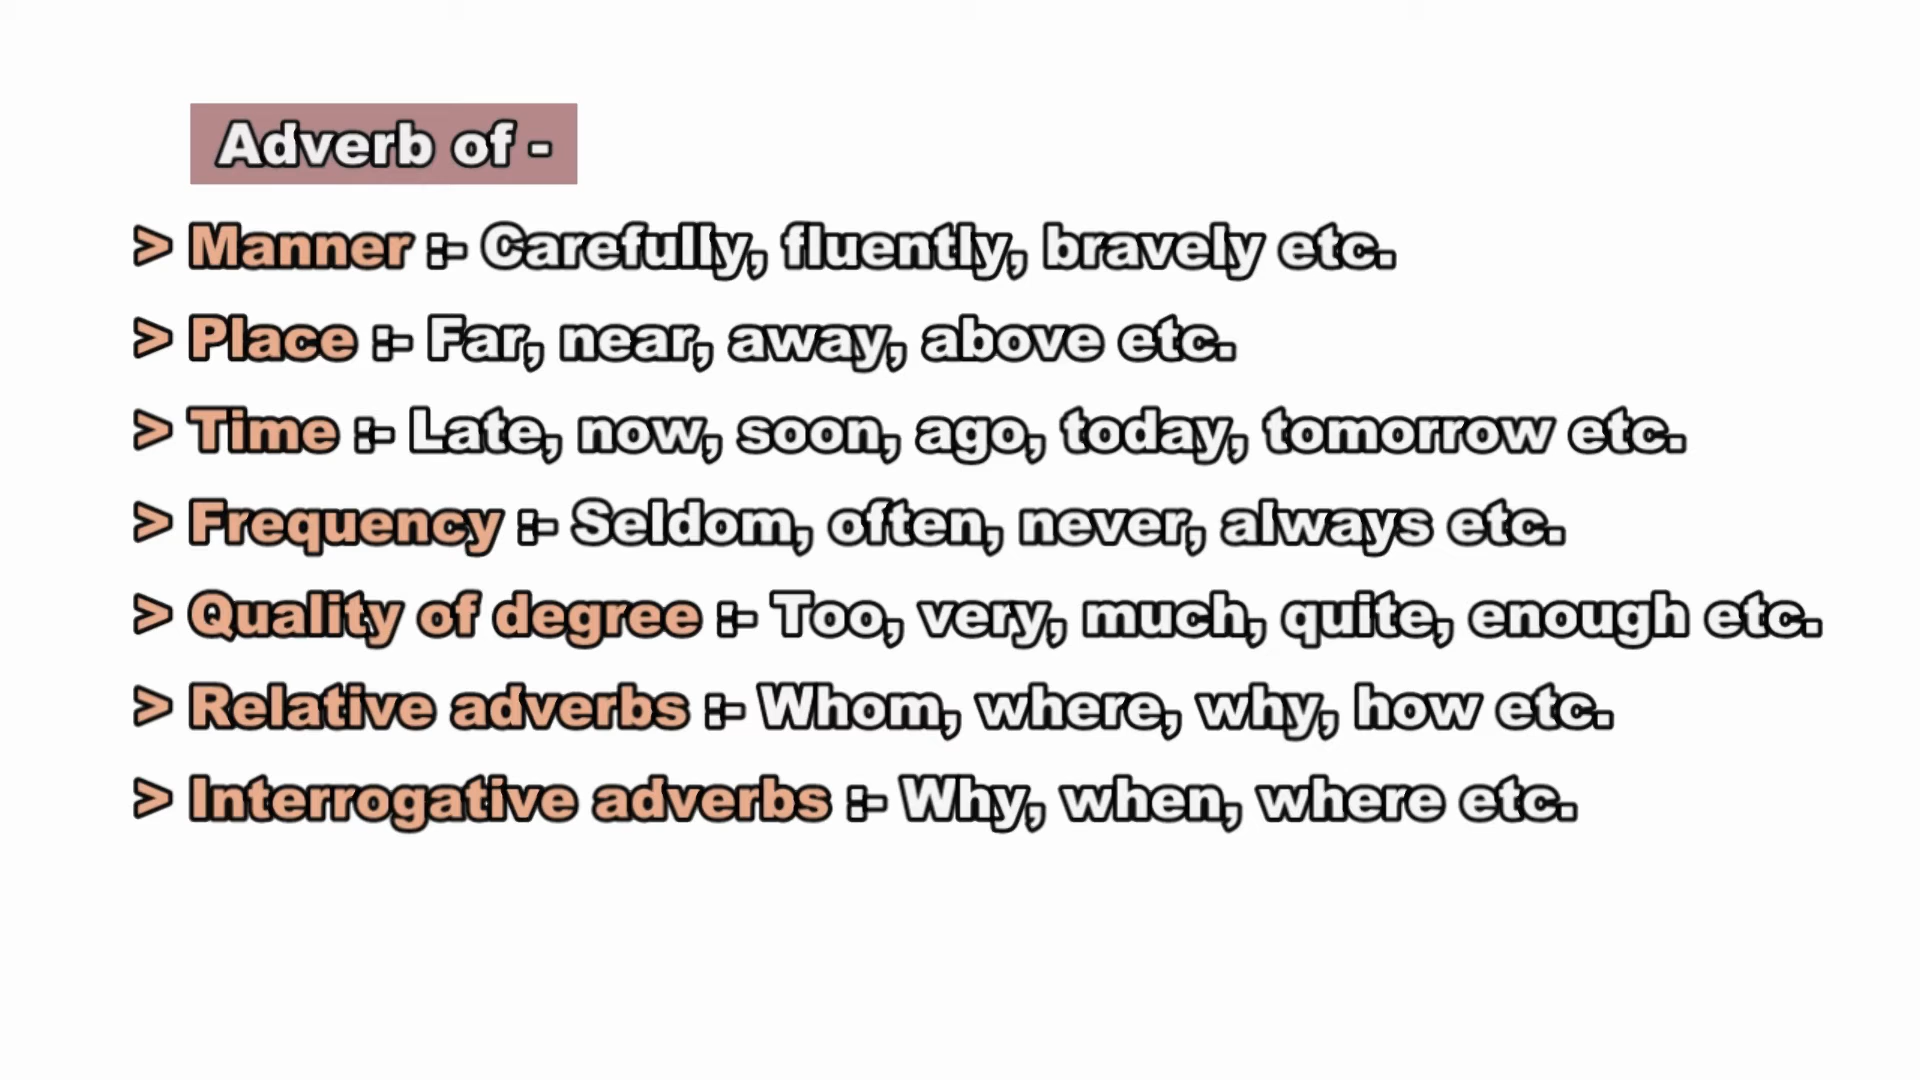 Adverb of -
> Manner :- Carefully, fluently, bravely etc.
> Place :- Far, near, away, above etc.
> Time :- Late, now, soon, ago, today, tomorrow etc.
> Frequency :- Seldom, often, never, always etc.
> Quality of degree :- Too, very, much, quite, enough etc.
> Relative adverbs :- Whom, where, why, how etc.
> Interrogative adverbs :- Why, when, where etc.